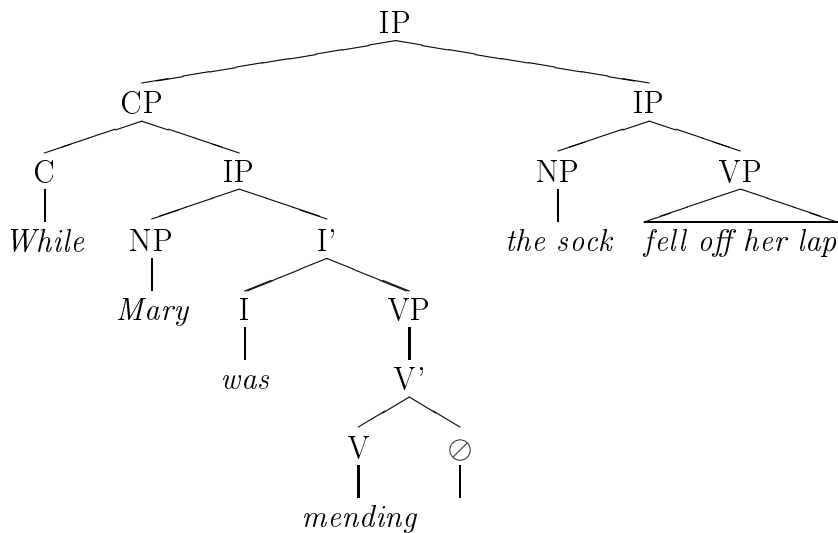 IP
CP IP
C IP NP VP
While NP I' the sock fell off her lap
Mary I VP
was V'
V ⊘
mending